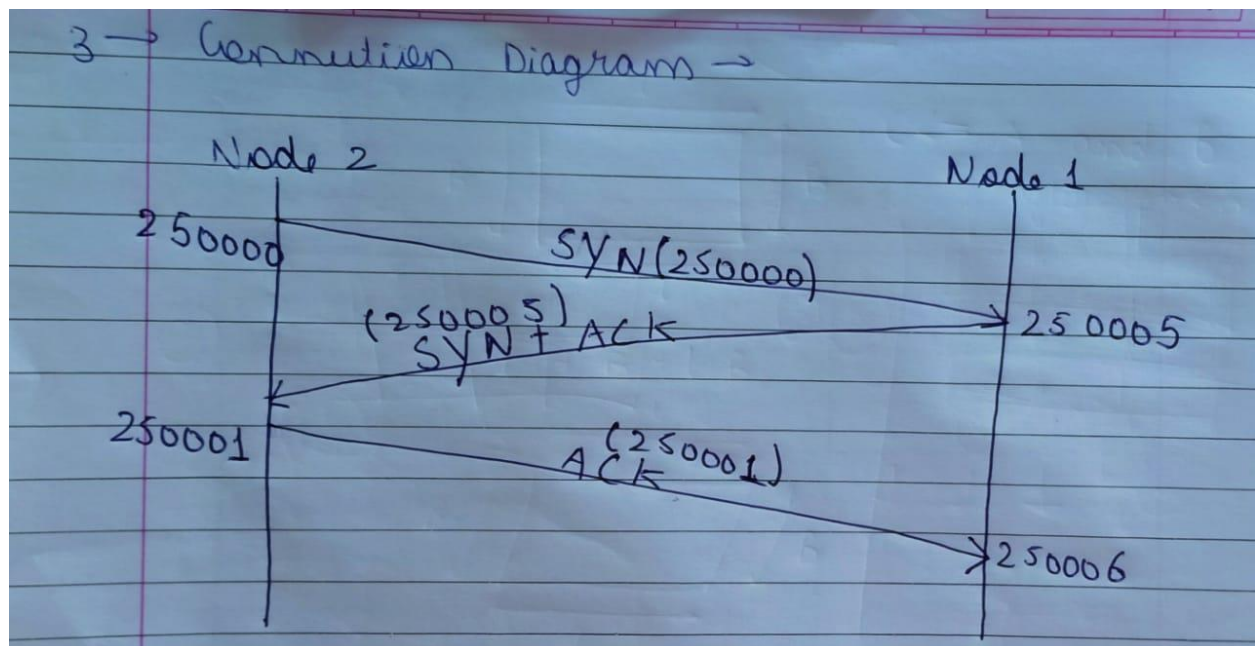 3 → Connection Diagram →
Node 2
Node 1
250000
SYN(250000)
(250005)
SYN + ACK
250005
250001
(250001)
ACK
250006